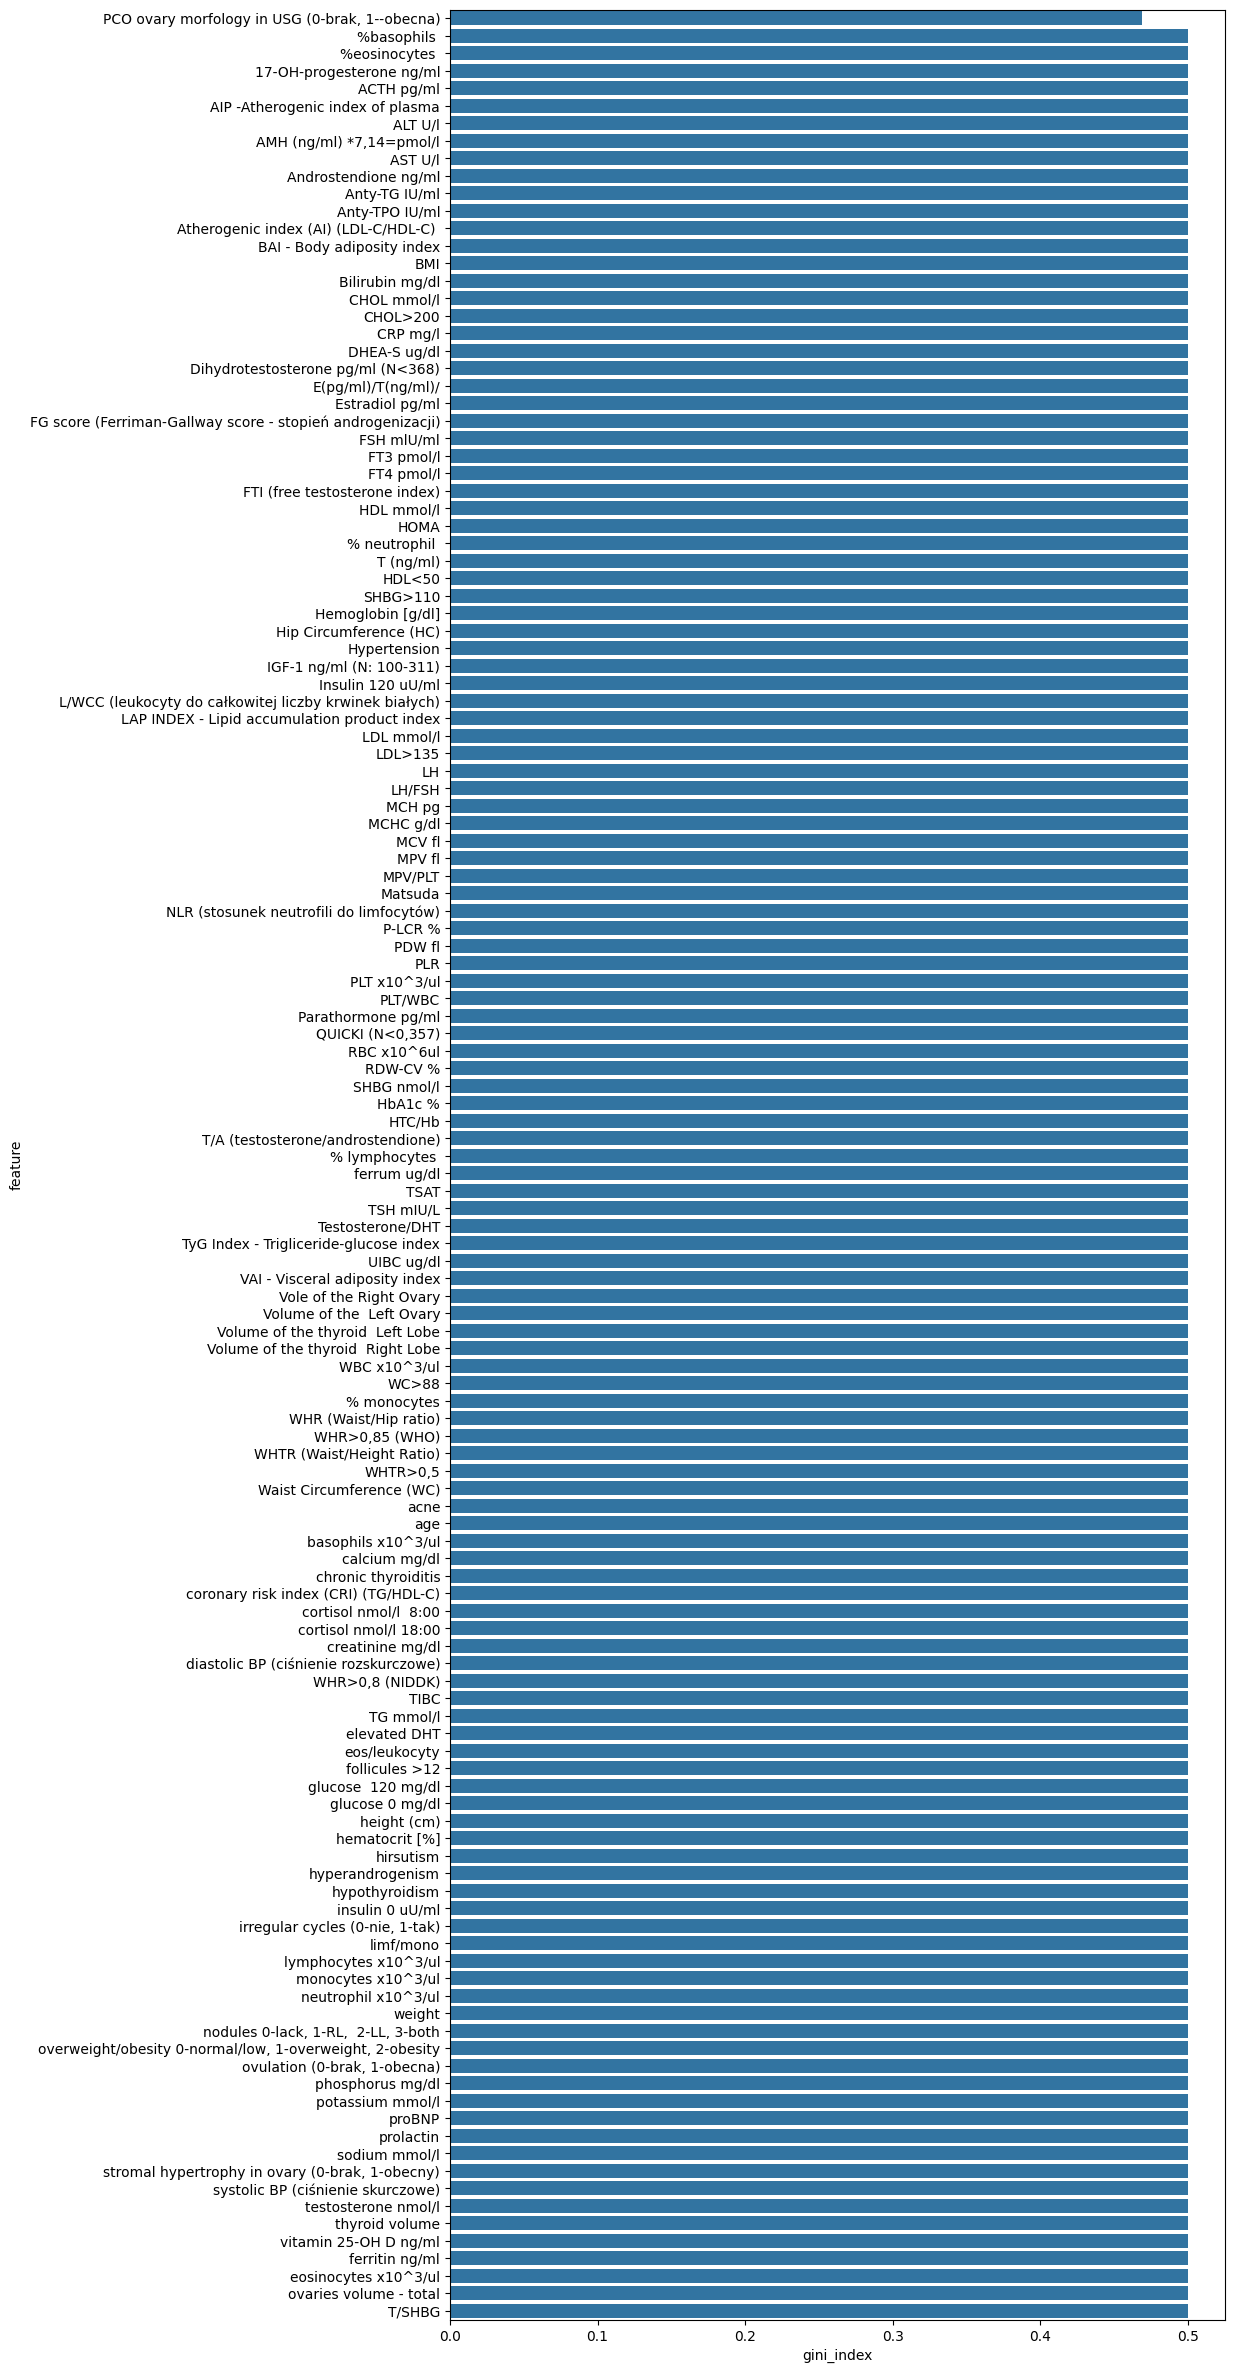 PCO ovary morfology in USG (0-brak, 1--obecna)
%basophils
%eosinocytes
17-OH-progesterone ng/ml
ACTH pg/ml
AIP -Atherogenic index of plasma
ALT U/l
AMH (ng/ml) *7,14=pmol/l
AST U/l
Androstendione ng/ml
Anty-TG IU/ml
Anty-TPO IU/ml
Atherogenic index (AI) (LDL-C/HDL-C)
BAI - Body adiposity index
BMI
Bilirubin mg/dl
CHOL mmol/l
CHOL>200
CRP mg/l
DHEA-S ug/dl
Dihydrotestosterone pg/ml (N<368)
E(pg/ml)/T(ng/ml)/
Estradiol pg/ml
FG score (Ferriman-Gallway score - stopień androgenizacji)
FSH mlU/ml
FT3 pmol/l
FT4 pmol/l
FTI (free testosterone index)
HDL mmol/l
HOMA
% neutrophil
T (ng/ml)
HDL<50
SHBG>110
Hemoglobin [g/dl]
Hip Circumference (HC)
Hypertension
IGF-1 ng/ml (N: 100-311)
Insulin 120 uU/ml
L/WCC (leukocyty do całkowitej liczby krwinek białych)
LAP INDEX - Lipid accumulation product index
LDL mmol/l
LDL>135
LH
LH/FSH
MCH pg
MCHC g/dl
MCV fl
MPV fl
MPV/PLT
Matsuda
NLR (stosunek neutrofili do limfocytów)
P-LCR %
PDW fl
PLR
PLT x10^3/ul
PLT/WBC
Parathormone pg/ml
QUICKI (N<0,357)
RBC x10^6ul
RDW-CV %
SHBG nmol/l
HbA1c %
HTC/Hb
T/A (testosterone/androstendione)
% lymphocytes
ferrum ug/dl
TSAT
TSH mIU/L
Testosterone/DHT
TyG Index - Trigliceride-glucose index
UIBC ug/dl
VAI - Visceral adiposity index
Vole of the Right Ovary
Volume of the  Left Ovary
Volume of the thyroid  Left Lobe
Volume of the thyroid  Right Lobe
WBC x10^3/ul
WC>88
% monocytes
WHR (Waist/Hip ratio)
WHR>0,85 (WHO)
WHTR (Waist/Height Ratio)
WHTR>0,5
Waist Circumference (WC)
acne
age
basophils x10^3/ul
calcium mg/dl
chronic thyroiditis
coronary risk index (CRI) (TG/HDL-C)
cortisol nmol/l  8:00
cortisol nmol/l 18:00
creatinine mg/dl
diastolic BP (ciśnienie rozskurczowe)
WHR>0,8 (NIDDK)
TIBC
TG mmol/l
elevated DHT
eos/leukocyty
follicules >12
glucose  120 mg/dl
glucose 0 mg/dl
height (cm)
hematocrit [%]
hirsutism
hyperandrogenism
hypothyroidism
insulin 0 uU/ml
irregular cycles (0-nie, 1-tak)
limf/mono
lymphocytes x10^3/ul
monocytes x10^3/ul
neutrophil x10^3/ul
weight
nodules 0-lack, 1-RL,  2-LL, 3-both
overweight/obesity 0-normal/low, 1-overweight, 2-obesity
ovulation (0-brak, 1-obecna)
phosphorus mg/dl
potassium mmol/l
proBNP
prolactin
sodium mmol/l
stromal hypertrophy in ovary (0-brak, 1-obecny)
systolic BP (ciśnienie skurczowe)
testosterone nmol/l
thyroid volume
vitamin 25-OH D ng/ml
ferritin ng/ml
eosinocytes x10^3/ul
ovaries volume - total
T/SHBG
feature
0.0 0.1 0.2 0.3 0.4 0.5
gini_index